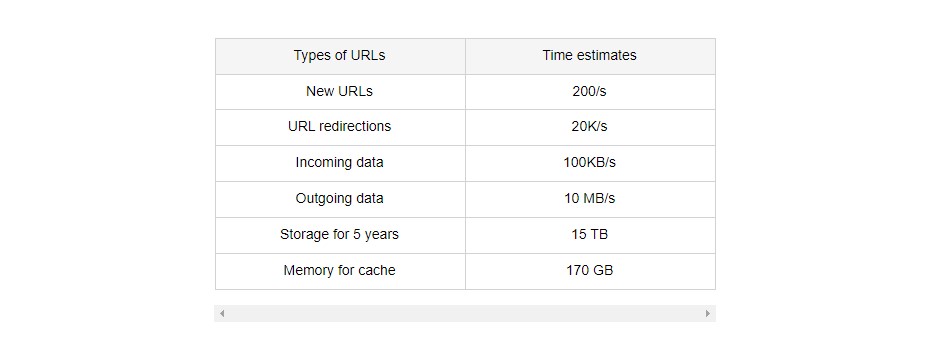 Types of URLs Time estimates
New URLs 200/s
URL redirections 20K/s
Incoming data 100KB/s
Outgoing data 10 MB/s
Storage for 5 years 15 TB
Memory for cache 170 GB